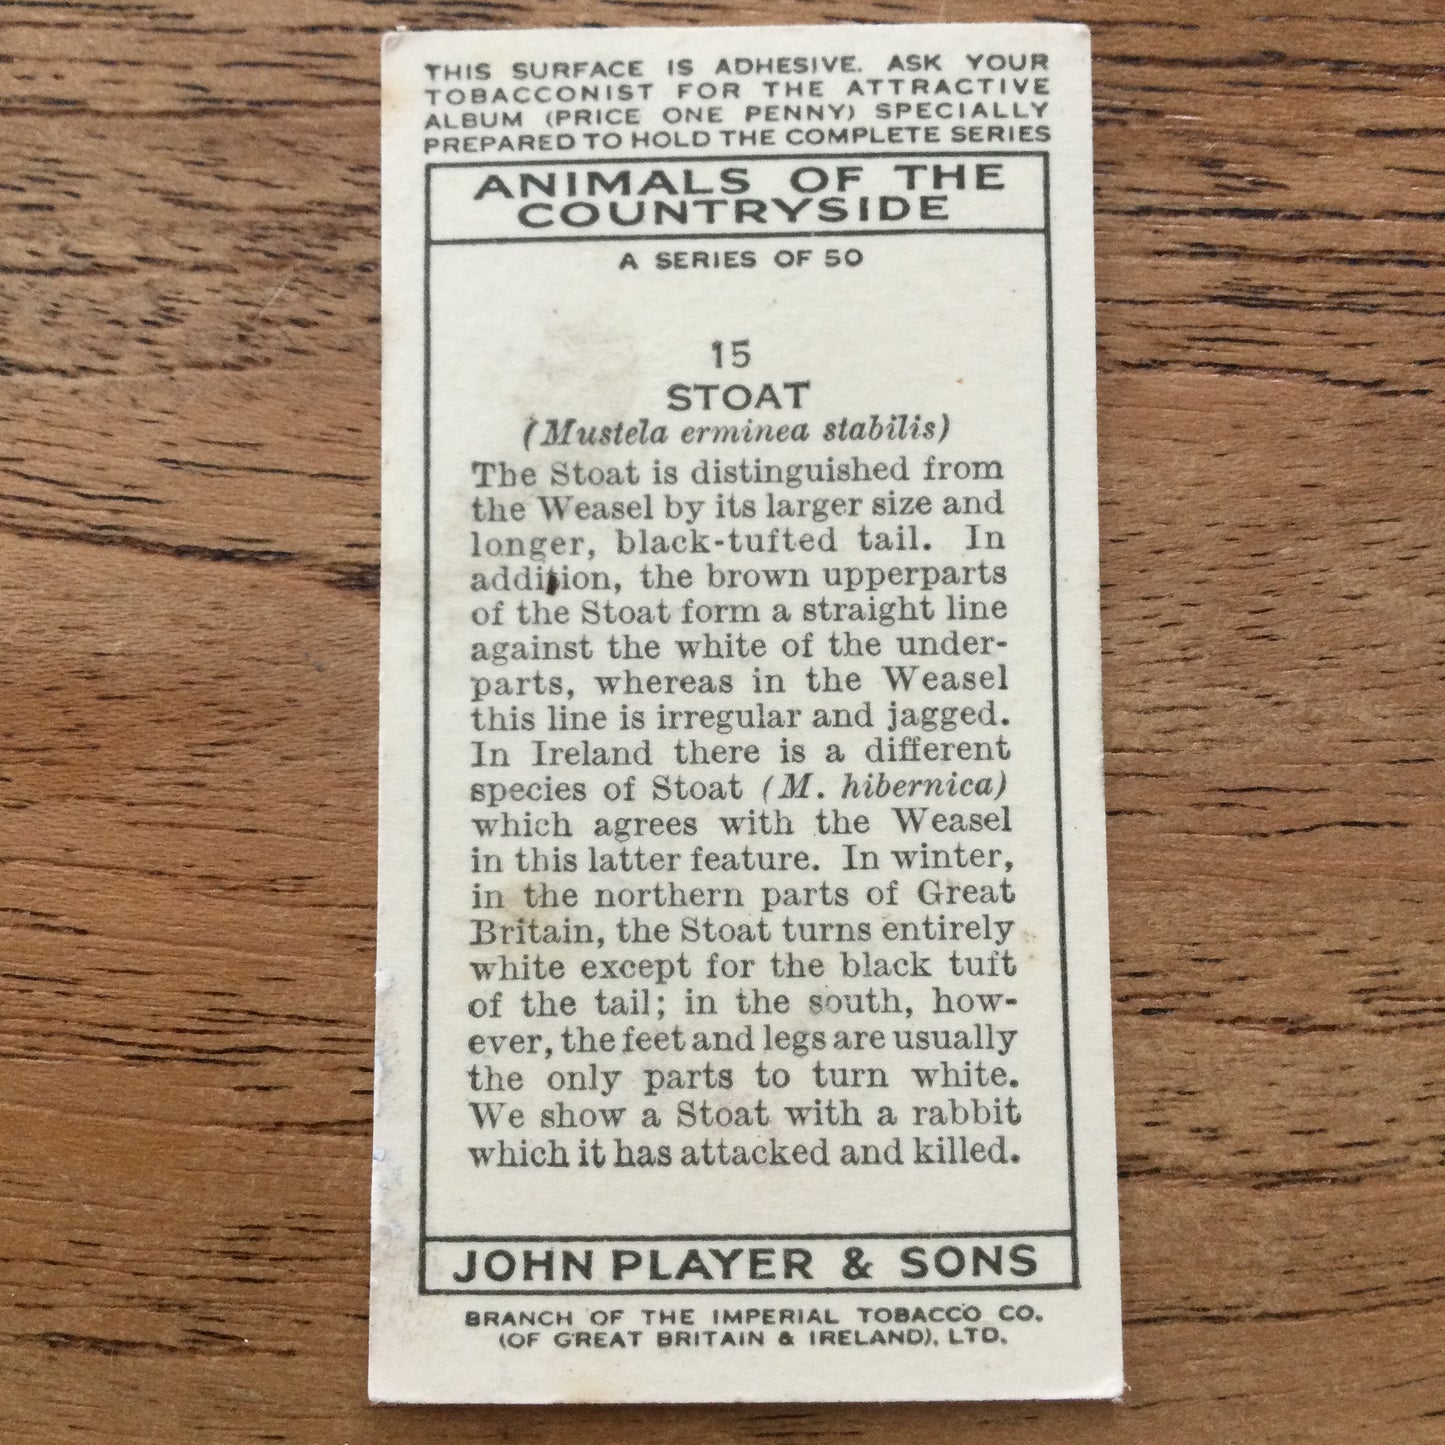 THIS SURFACE IS ADHESIVE. ASK YOUR
TOBACCONIST FOR THE ATTRACTIVE
ALBUM (PRICE ONE PENNY) SPECIALLY
PREPARED TO HOLD THE COMPLETE SERIES
ANIMALS OF THE
COUNTRYSIDE
A SERIES OF 50
15
STOAT
(Mustela erminea stabilis)
The Stoat is distinguished from
the Weasel by its larger size and
longer, black-tufted tail. In
addition, the brown upperparts
of the Stoat form a straight line
against the white of the under-
parts, whereas in the Weasel
this line is irregular and jagged.
In Ireland there is a different
species of Stoat (M. hibernica)
which agrees with the Weasel
in this latter feature. In winter,
in the northern parts of Great
Britain, the Stoat turns entirely
white except for the black tuft
of the tail; in the south, how-
ever, the feet and legs are usually
the only parts to turn white.
We show a Stoat with a rabbit
which it has attacked and killed.
JOHN PLAYER & SONS
BRANCH OF THE IMPERIAL TOBACCO CO.
(OF GREAT BRITAIN & IRELAND), LTD.